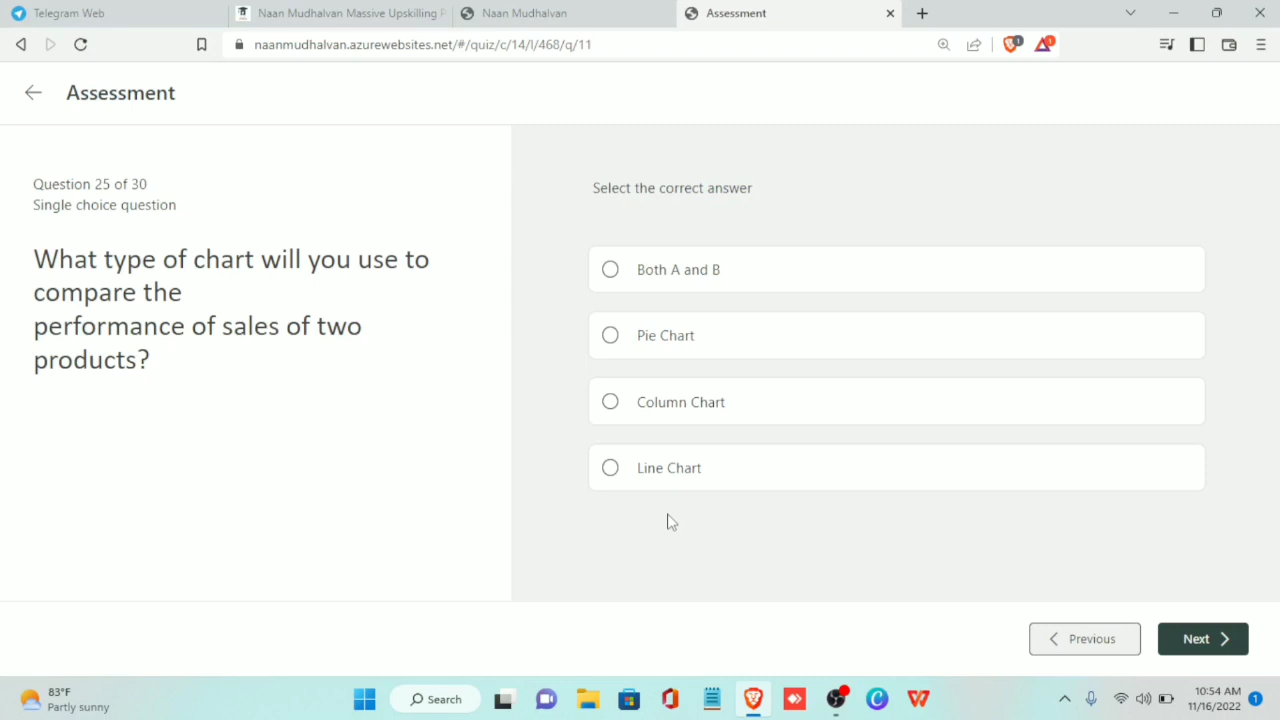 Telegram Web
Naan Mudhalvan Massive Upskilling P
Naan Mudhalvan
Assessment
naanmudhalvan.azurewebsites.net/#/quiz/c/14/l/468/q/11
1
1
Assessment
Question 25 of 30
Single choice question
What type of chart will you use to
compare the
performance of sales of two
products?
Select the correct answer
Both A and B
Pie Chart
Column Chart
Line Chart
Previous
Next
83°F
Partly sunny
Search
10:54 AM
11/16/2022
1